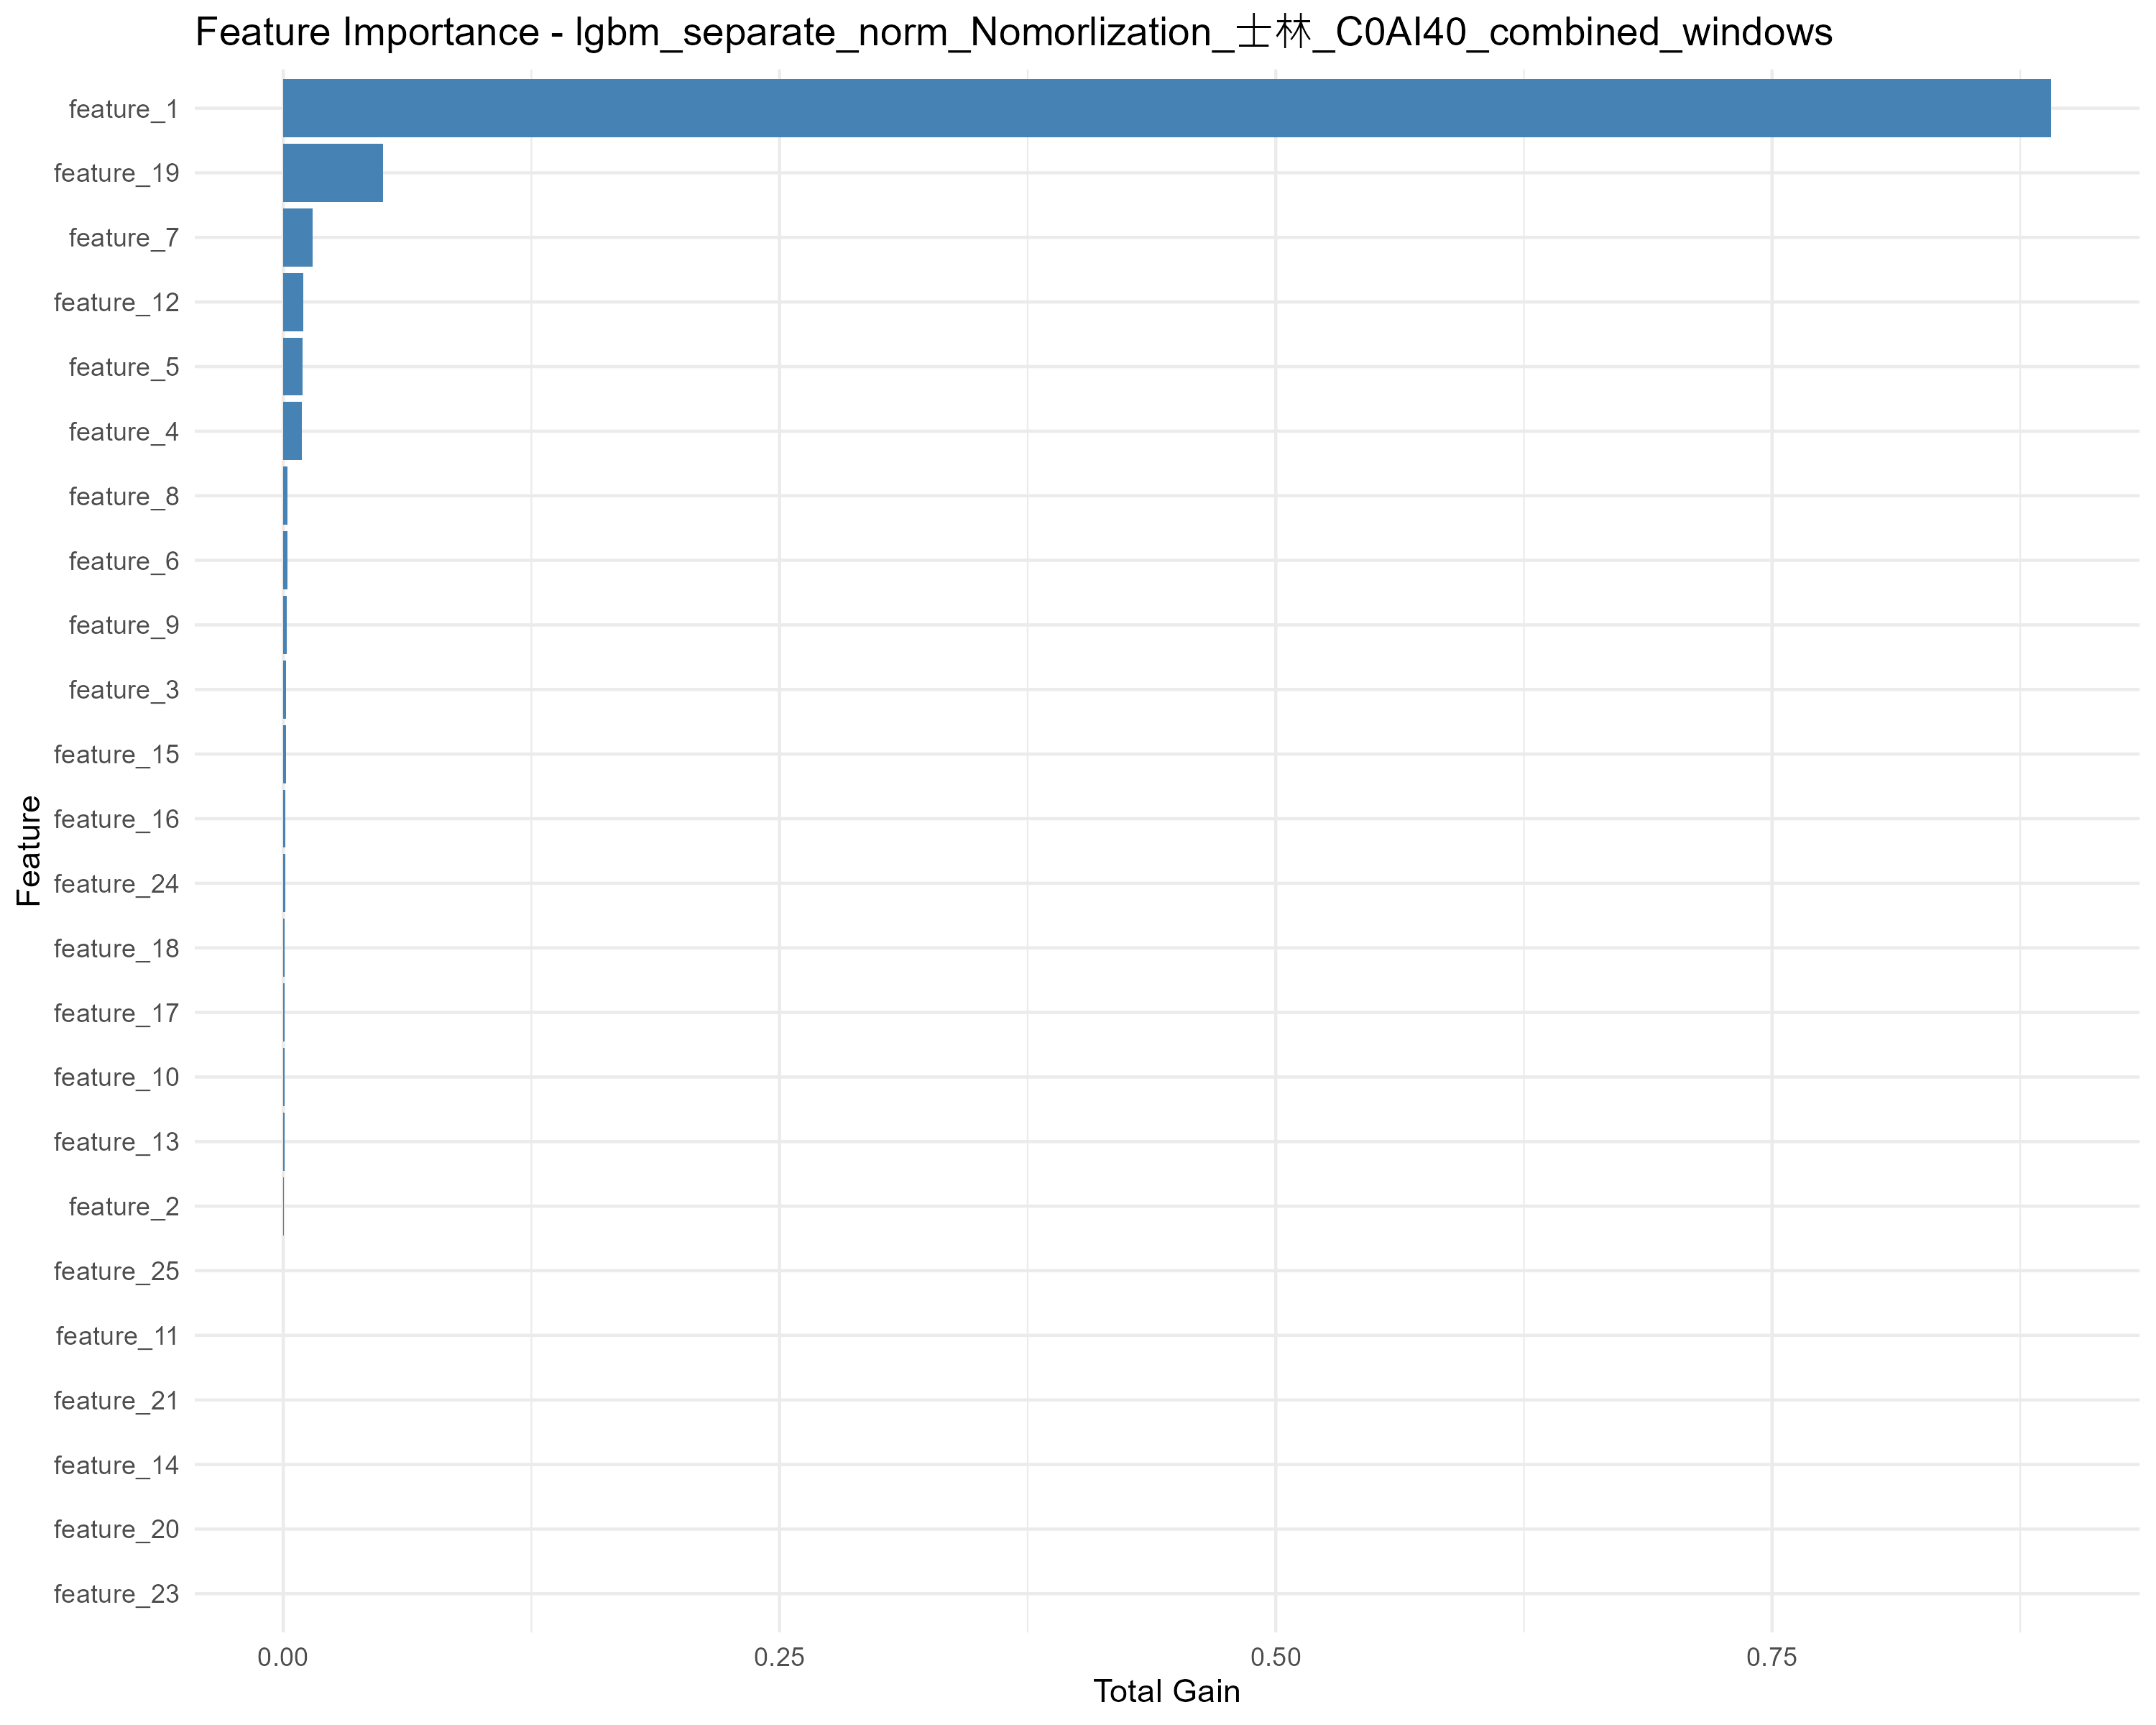 Feature Importance - lgbm_separate_norm_Nomorlization_士林_C0AI40_combined_windows
feature_1
feature_19
feature_7
feature_12
feature_5
feature_4
feature_8
feature_6
feature_9
feature_3
feature_15
feature_16
feature_24
feature_18
feature_17
feature_10
feature_13
feature_2
feature_25
feature_11
feature_21
feature_14
feature_20
feature_23
Feature
0.00 0.25 0.50 0.75
Total Gain